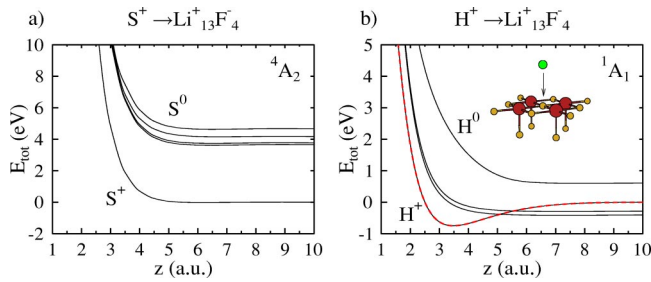 a) S⁺→Li⁺₁₃F⁻₄
10
8
6
4
2
0
-2
E_tot (eV)
⁴A₂
S⁰
S⁺
1 2 3 4 5 6 7 8 9 10
z (a.u.)
b) H⁺→Li⁺₁₃F⁻₄
5
4
3
2
1
0
-1
E_tot (eV)
¹A₁
H⁰
H⁺
1 2 3 4 5 6 7 8 9 10
z (a.u.)